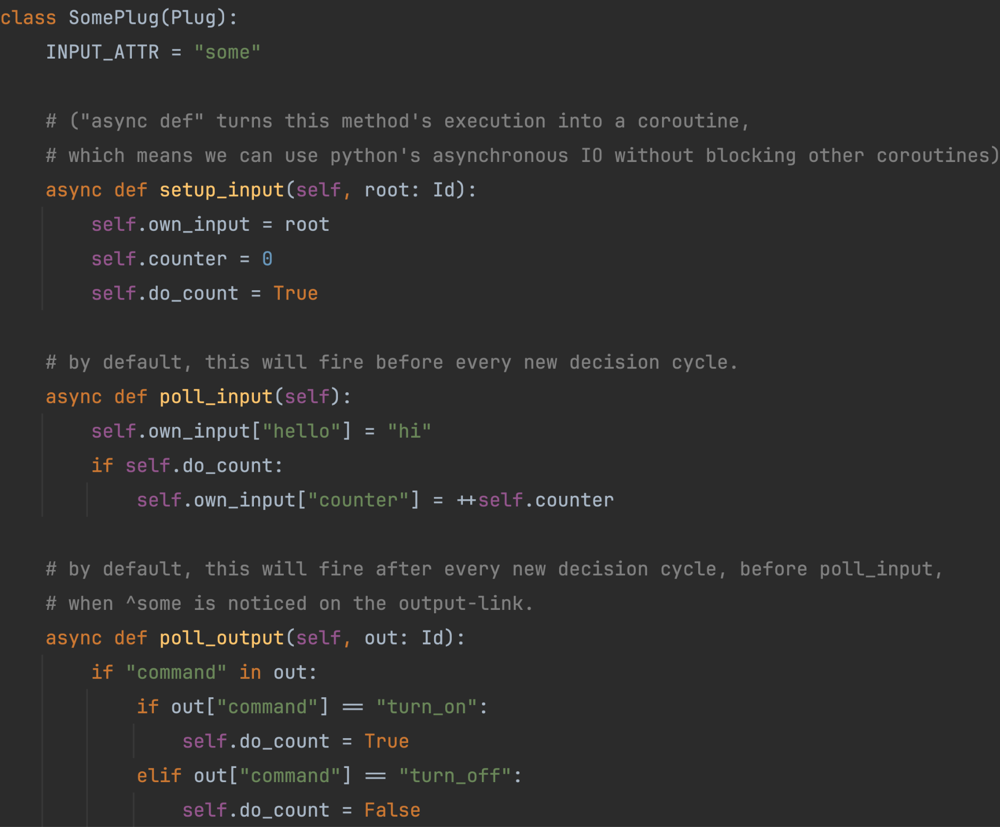 class SomePlug(Plug):
    INPUT_ATTR = "some"

    # ("async def" turns this method's execution into a coroutine,
    # which means we can use python's asynchronous IO without blocking other coroutines)
    async def setup_input(self, root: Id):
        self.own_input = root
        self.counter = 0
        self.do_count = True

    # by default, this will fire before every new decision cycle.
    async def poll_input(self):
        self.own_input["hello"] = "hi"
        if self.do_count:
            self.own_input["counter"] = ++self.counter

    # by default, this will fire after every new decision cycle, before poll_input,
    # when ^some is noticed on the output-link.
    async def poll_output(self, out: Id):
        if "command" in out:
            if out["command"] == "turn_on":
                self.do_count = True
            elif out["command"] == "turn_off":
                self.do_count = False